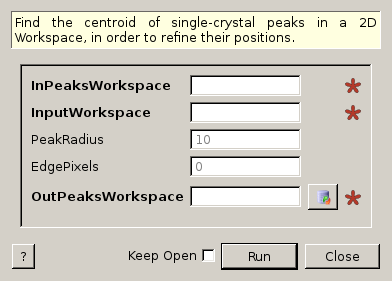 Find the centroid of single-crystal peaks in a 2D
Workspace, in order to refine their positions.
InPeaksWorkspace
InputWorkspace
PeakRadius 10
EdgePixels 0
OutPeaksWorkspace
? Keep Open Run Close